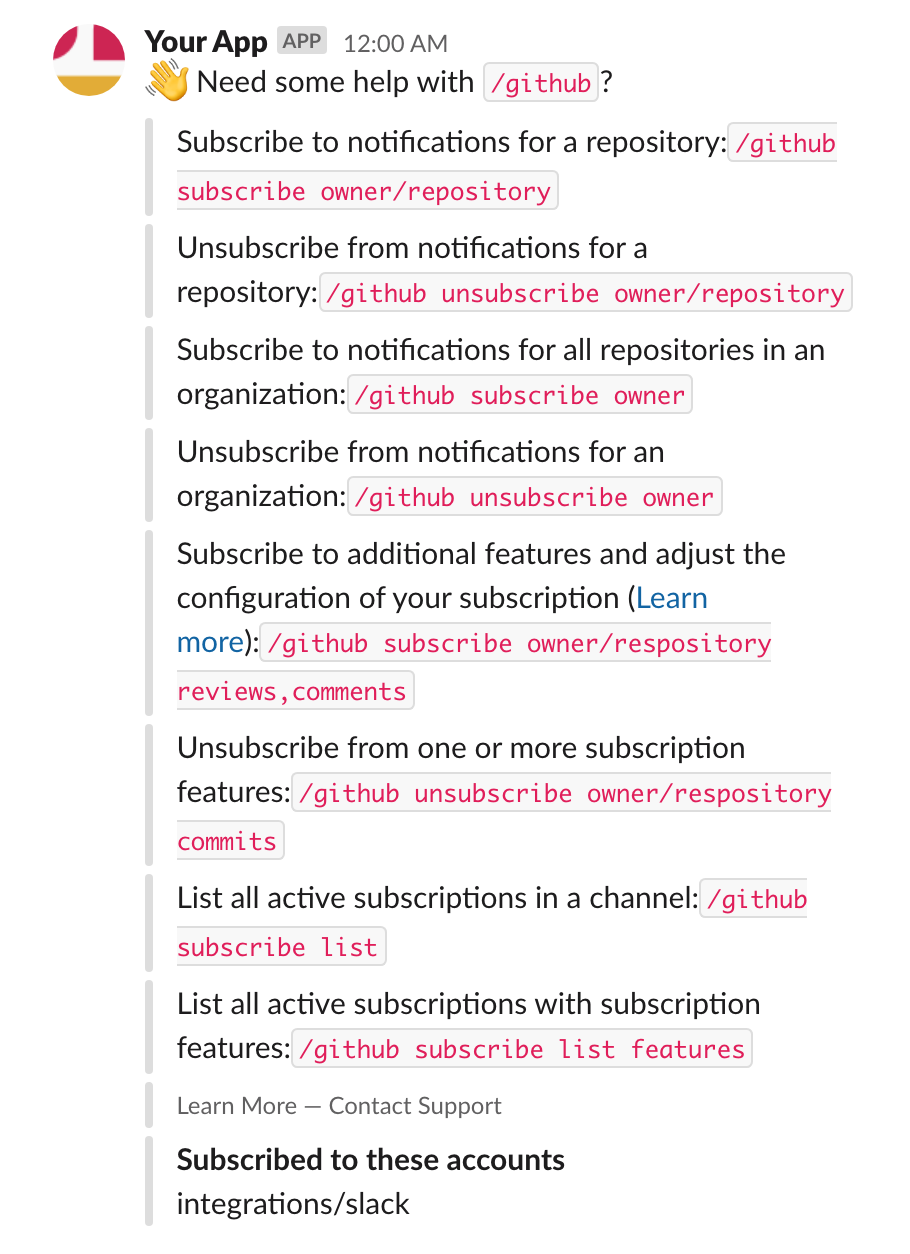 Your App APP 12:00 AM
👋 Need some help with /github?
Subscribe to notifications for a repository: /github
subscribe owner/repository
Unsubscribe from notifications for a
repository: /github unsubscribe owner/repository
Subscribe to notifications for all repositories in an
organization: /github subscribe owner
Unsubscribe from notifications for an
organization: /github unsubscribe owner
Subscribe to additional features and adjust the
configuration of your subscription (Learn
more): /github subscribe owner/respository
reviews,comments
Unsubscribe from one or more subscription
features: /github unsubscribe owner/respository
commits
List all active subscriptions in a channel: /github
subscribe list
List all active subscriptions with subscription
features: /github subscribe list features
Learn More — Contact Support
Subscribed to these accounts
integrations/slack